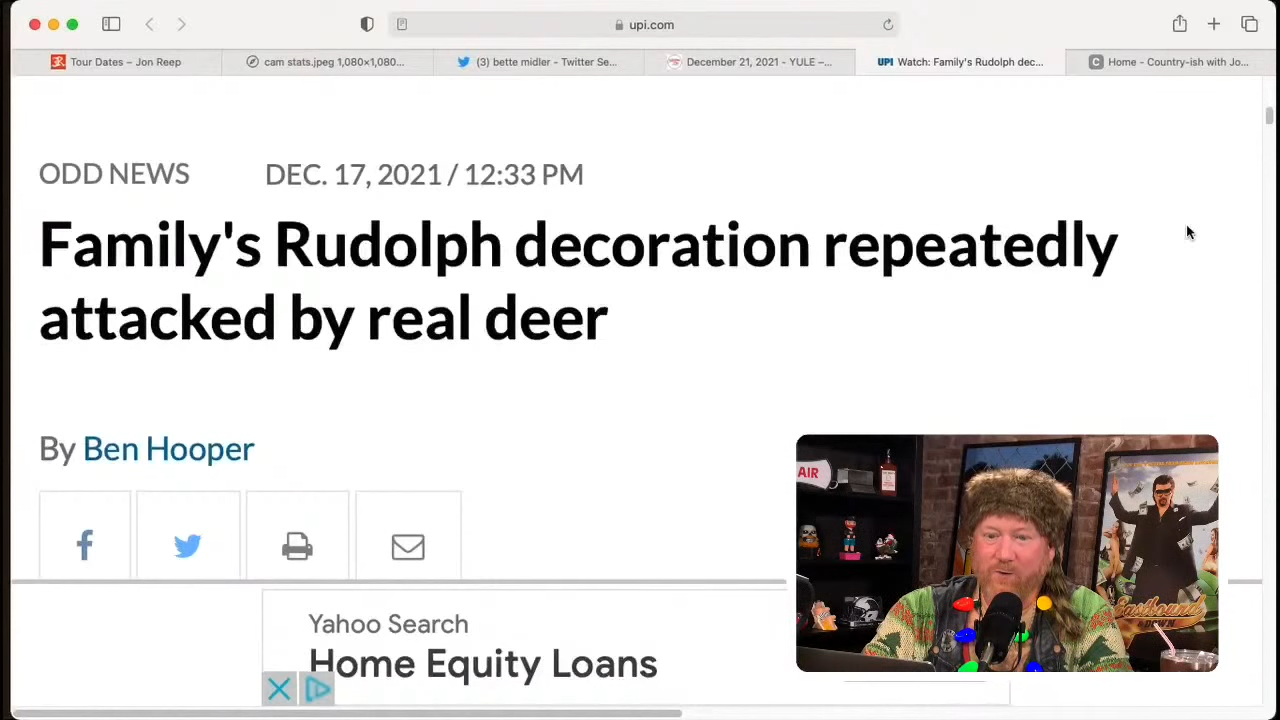 upi.com
Tour Dates – Jon Reep
cam stats.jpeg 1,080×1,080...
(3) bette midler - Twitter Se...
December 21, 2021 - YULE –...
UPI Watch: Family's Rudolph dec...
C Home - Country-ish with Jo...
ODD NEWS DEC. 17, 2021 / 12:33 PM
Family's Rudolph decoration repeatedly
attacked by real deer
By Ben Hooper
Yahoo Search
Home Equity Loans
AIR
Eastbound
& DOWN